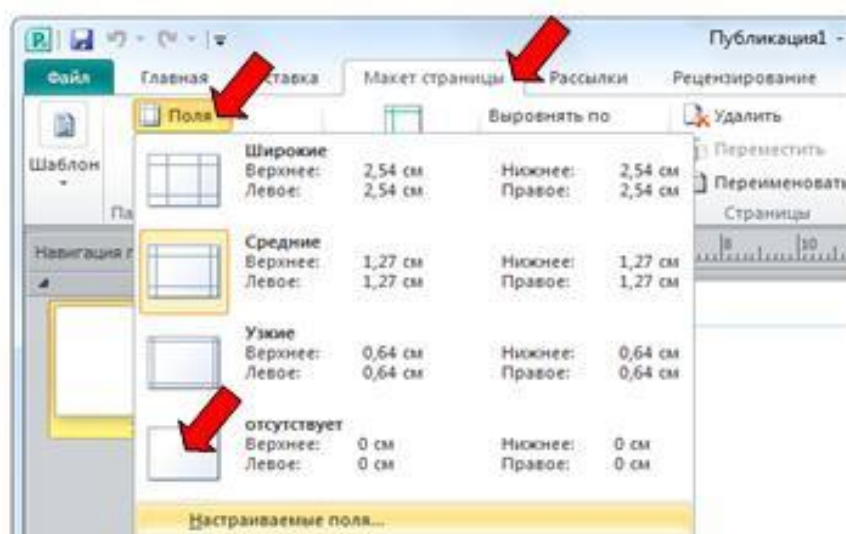 Публикация1 -
Файл Главная ставка Макет страницы Рассылки Рецензирование
Поля Выровнять по Удалить
Шаблон Переместить
Переименовать
Па Страницы
Навигация п 8 10
Широкие
Верхнее: 2,54 см Нижнее: 2,54 см
Левое: 2,54 см Правое: 2,54 см
Средние
Верхнее: 1,27 см Нижнее: 1,27 см
Левое: 1,27 см Правое: 1,27 см
Узкие
Верхнее: 0,64 см Нижнее: 0,64 см
Левое: 0,64 см Правое: 0,64 см
отсутствует
Верхнее: 0 см Нижнее: 0 см
Левое: 0 см Правое: 0 см
Настраиваемые поля...